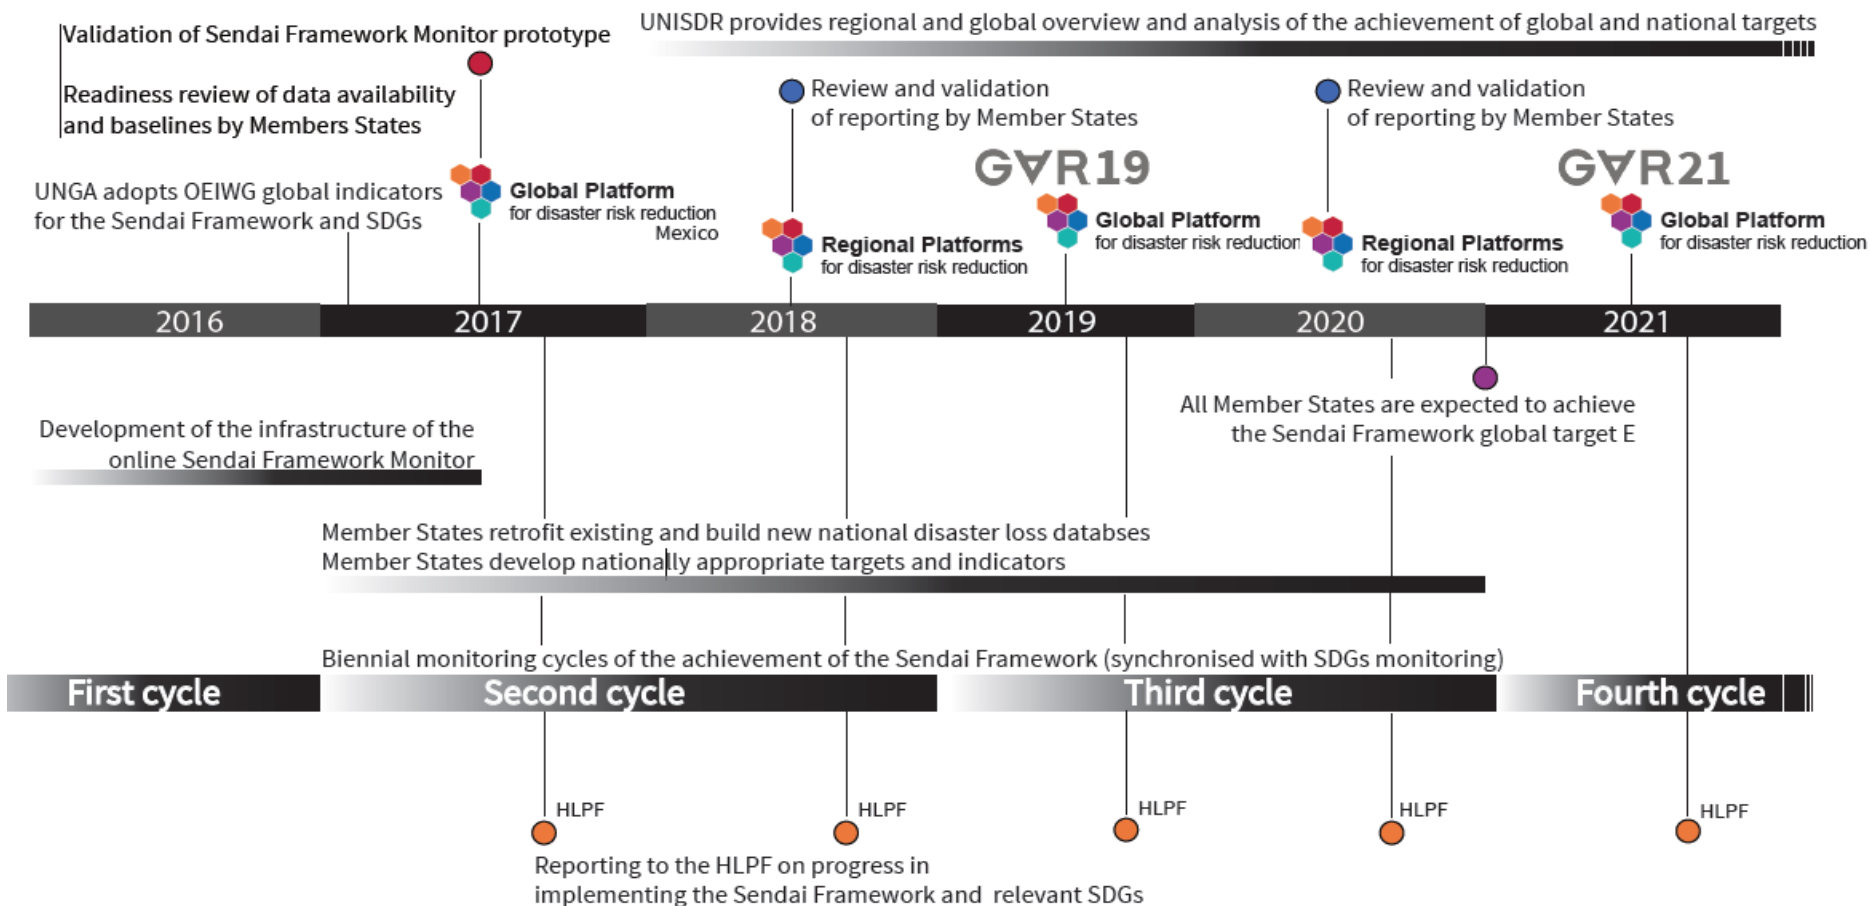 Validation of Sendai Framework Monitor prototype
Readiness review of data availability
and baselines by Members States
UNISDR provides regional and global overview and analysis of the achievement of global and national targets
Review and validation
of reporting by Member States
Review and validation
of reporting by Member States
UNGA adopts OEIWG global indicators
for the Sendai Framework and SDGs
Global Platform
for disaster risk reduction
Mexico
Regional Platforms
for disaster risk reduction
G∀R19
Global Platform
for disaster risk reduction
Regional Platforms
for disaster risk reduction
G∀R21
Global Platform
for disaster risk reduction
2016 2017 2018 2019 2020 2021
All Member States are expected to achieve
the Sendai Framework global target E
Development of the infrastructure of the
online Sendai Framework Monitor
Member States retrofit existing and build new national disaster loss databses
Member States develop nationally appropriate targets and indicators
Biennial monitoring cycles of the achievement of the Sendai Framework (synchronised with SDGs monitoring)
First cycle Second cycle Third cycle Fourth cycle
HLPF HLPF HLPF HLPF HLPF
Reporting to the HLPF on progress in
implementing the Sendai Framework and relevant SDGs